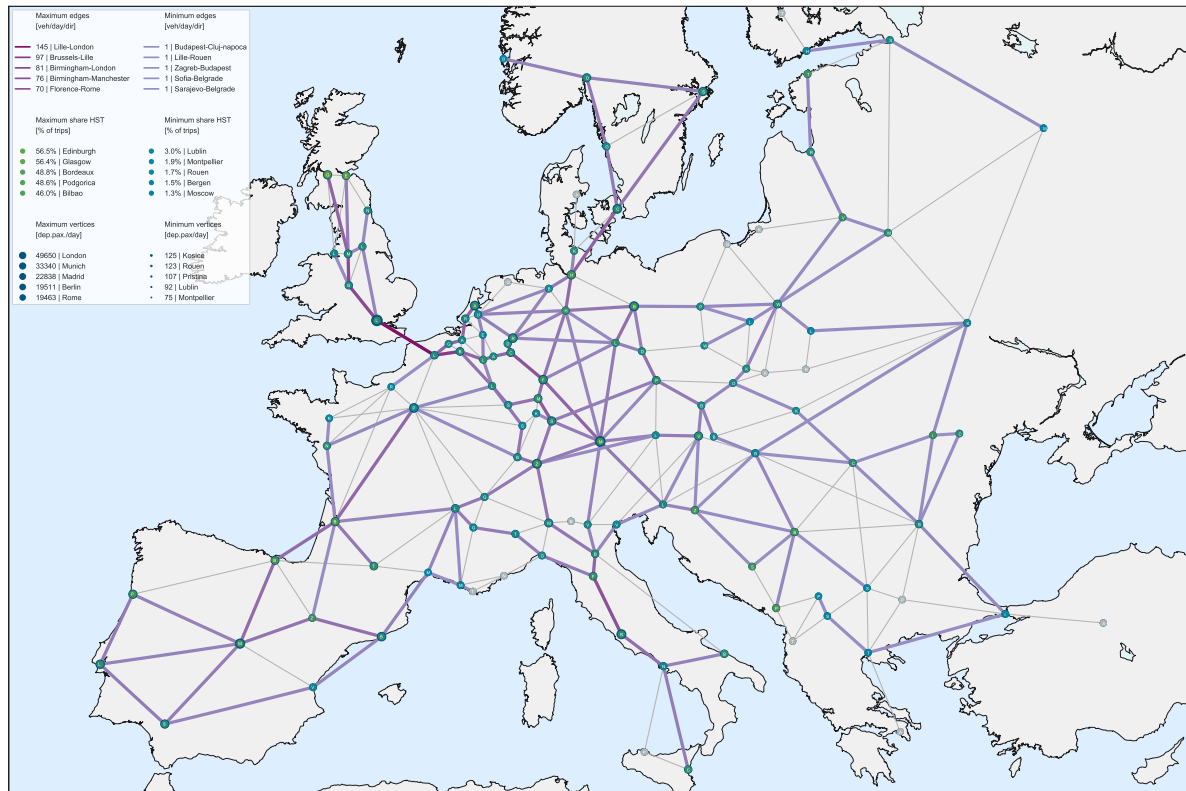 Maximum edges
[veh/day/dir]
145 | Lille-London
97 | Brussels-Lille
81 | Birmingham-London
76 | Birmingham-Manchester
70 | Florence-Rome
Minimum edges
[veh/day/dir]
1 | Budapest-Cluj-napoca
1 | Lille-Rouen
1 | Zagreb-Budapest
1 | Sofia-Belgrade
1 | Sarajevo-Belgrade
Maximum share HST
[% of trips]
56.5% | Edinburgh
56.4% | Glasgow
48.8% | Bordeaux
48.6% | Podgorica
46.0% | Bilbao
Minimum share HST
[% of trips]
3.0% | Lublin
1.9% | Montpellier
1.7% | Rouen
1.5% | Bergen
1.3% | Moscow
Maximum vertices
[dep.pax./day]
49650 | London
33340 | Munich
22838 | Madrid
19511 | Berlin
19463 | Rome
Minimum vertices
[dep.pax/day]
125 | Kosice
123 | Rouen
107 | Pristina
92 | Lublin
75 | Montpellier